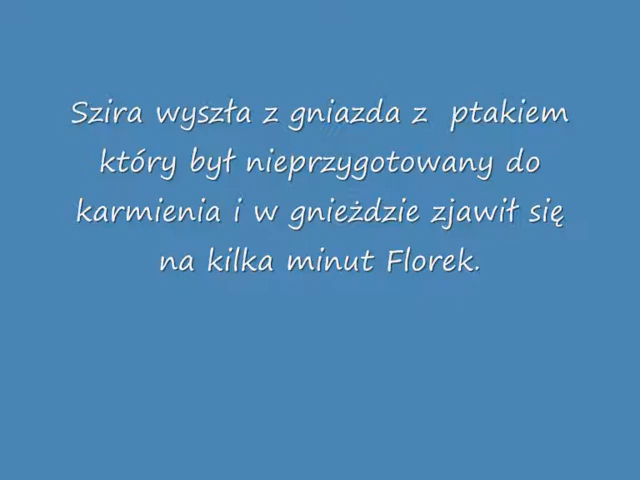 Szira wyszła z gniazda z ptakiem
który był nieprzygotowany do
karmienia i w gnieździe zjawił się
na kilka minut Florek.